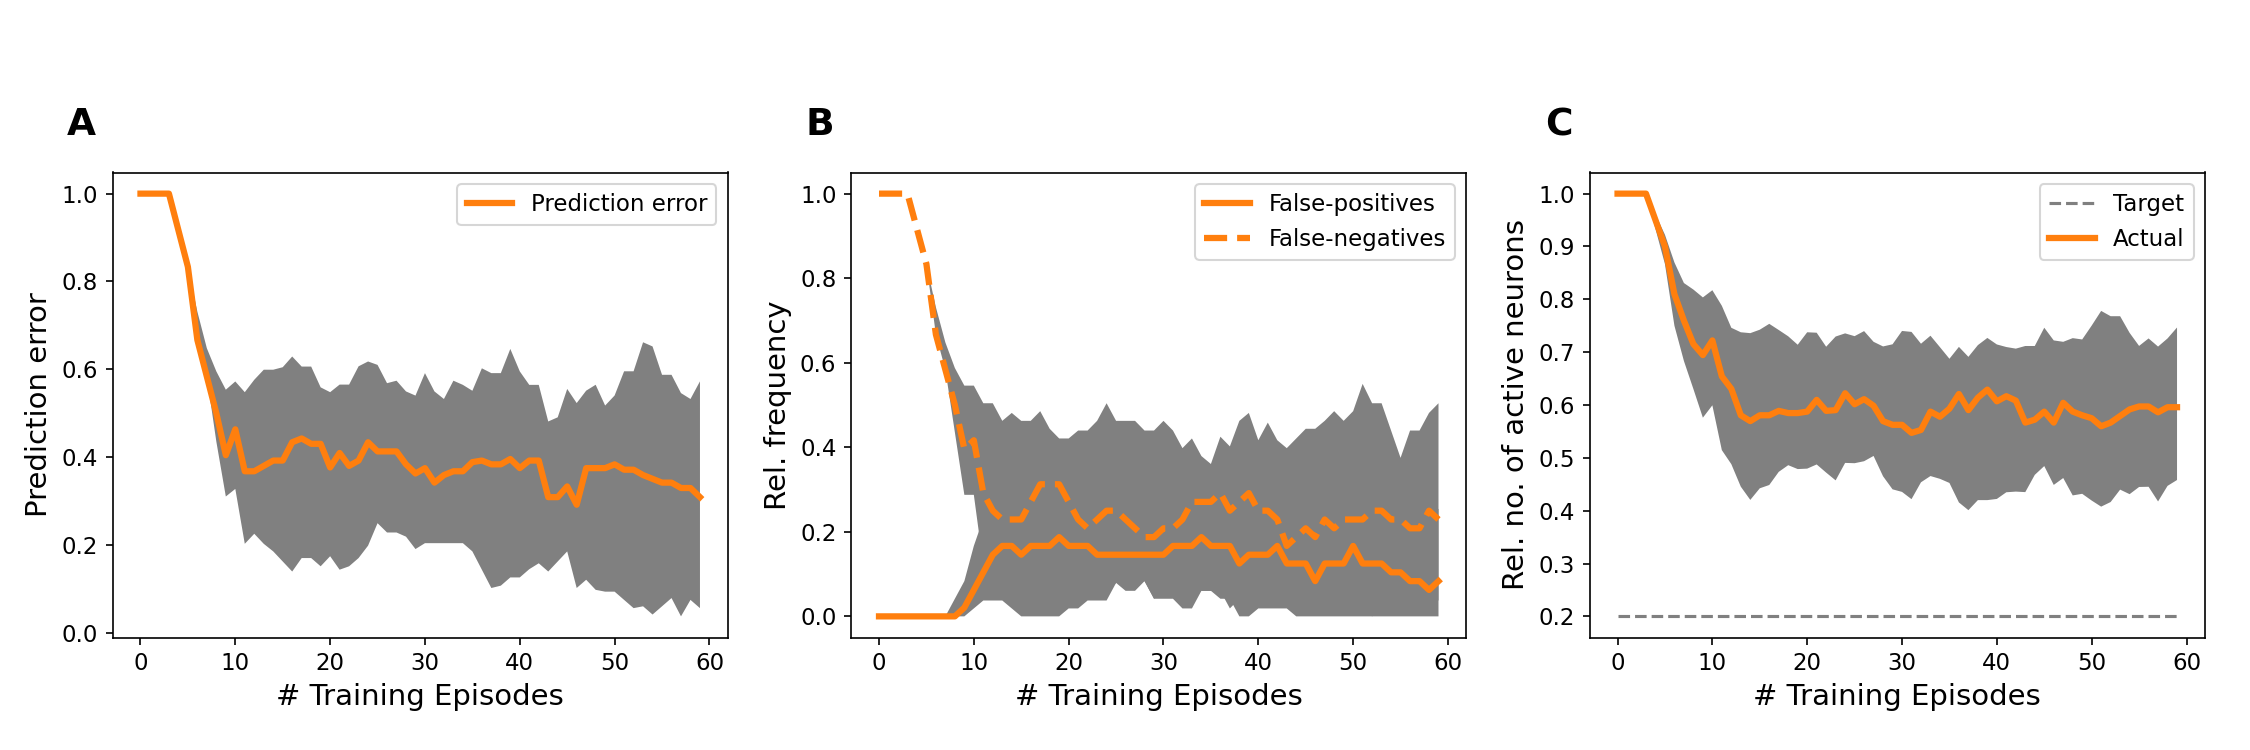 A
B
C
Prediction error
1.0
0.8
0.6
0.4
0.2
0.0
0 10 20 30 40 50 60
# Training Episodes
Prediction error
Rel. frequency
1.0
0.8
0.6
0.4
0.2
0.0
0 10 20 30 40 50 60
# Training Episodes
False-positives
False-negatives
Rel. no. of active neurons
1.0
0.9
0.8
0.7
0.6
0.5
0.4
0.3
0.2
0 10 20 30 40 50 60
# Training Episodes
Target
Actual